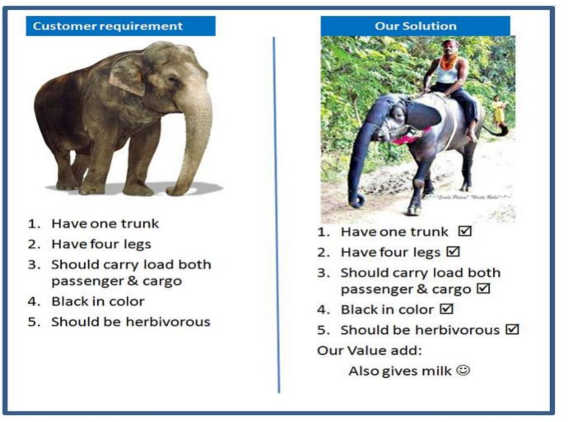 Customer requirement
1. Have one trunk
2. Have four legs
3. Should carry load both
passenger & cargo
4. Black in color
5. Should be herbivorous
Our Solution
1. Have one trunk ☑
2. Have four legs ☑
3. Should carry load both
passenger & cargo ☑
4. Black in color ☑
5. Should be herbivorous ☑
Our Value add:
Also gives milk ☺